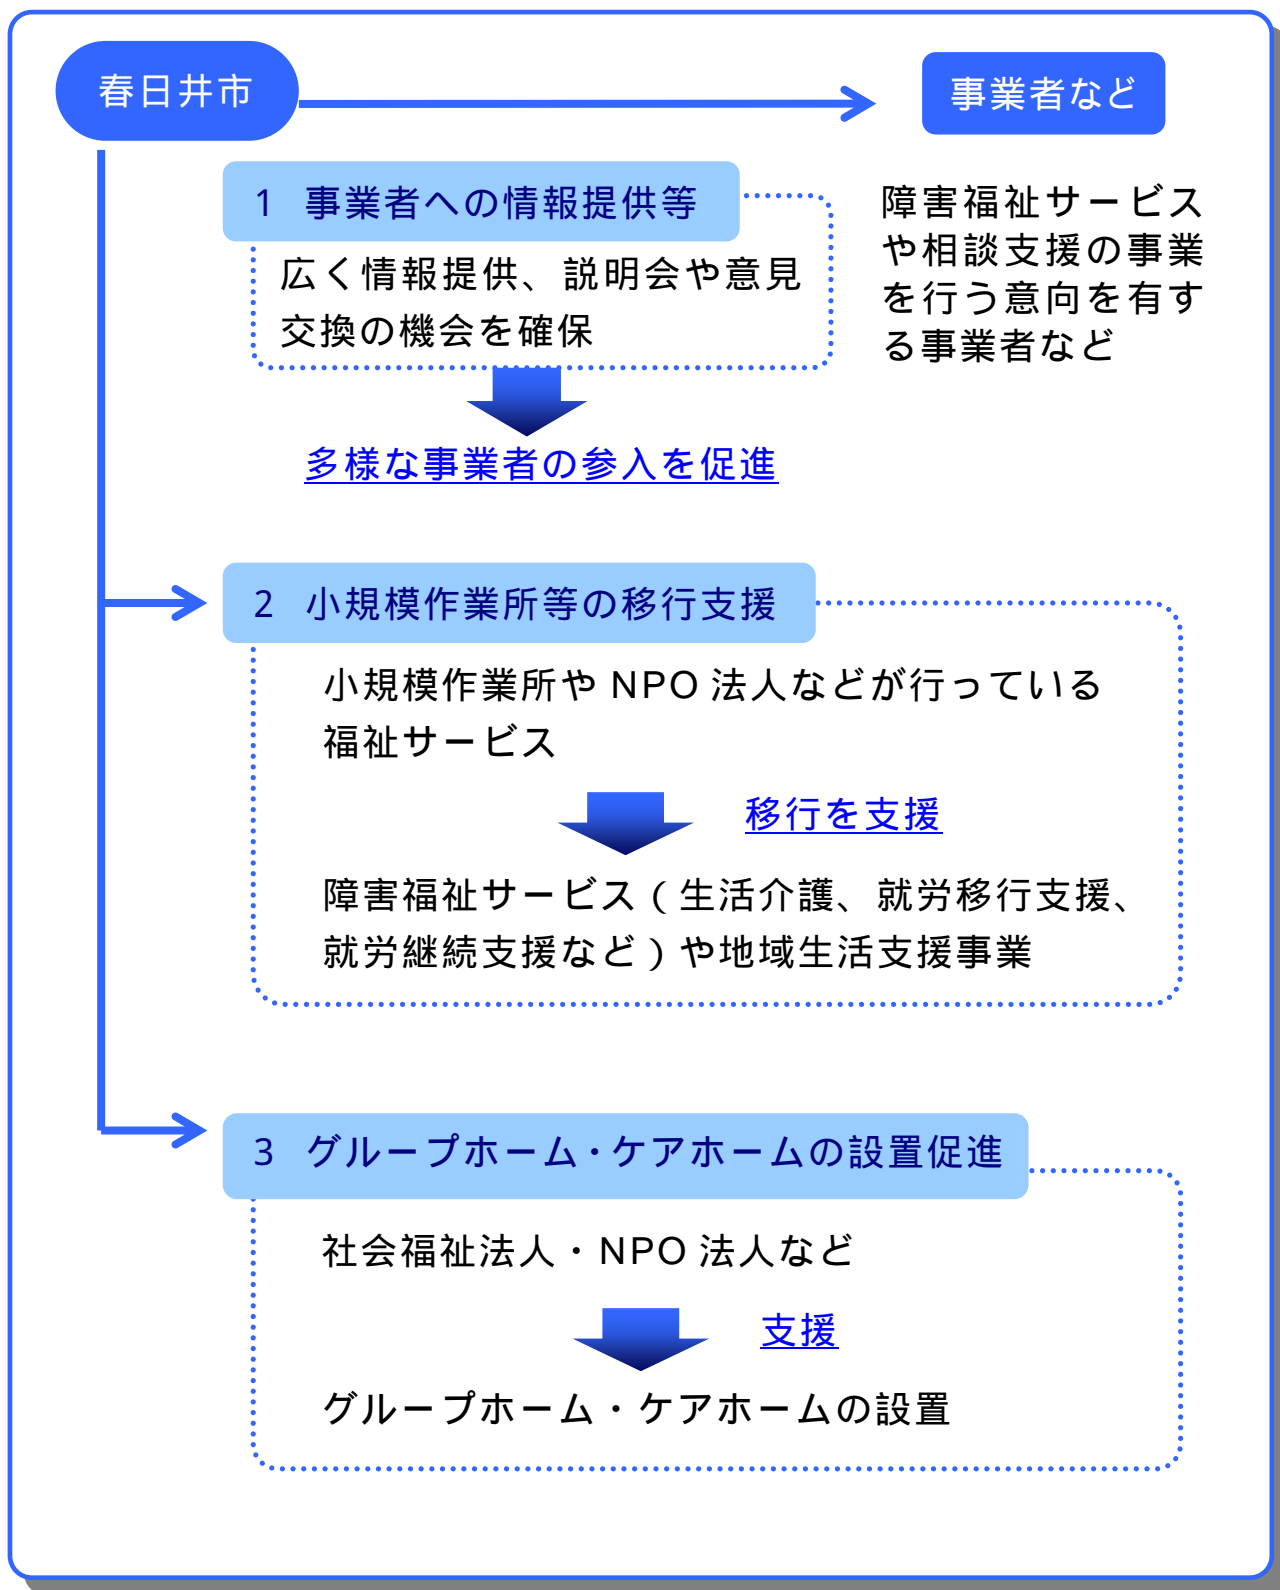 春日井市
事業者など
1 事業者への情報提供等
広く情報提供、説明会や意見
交換の機会を確保
障害福祉サービス
や相談支援の事業
を行う意向を有す
る事業者など
多様な事業者の参入を促進
2 小規模作業所等の移行支援
小規模作業所や NPO 法人などが行っている
福祉サービス
移行を支援
障害福祉サービス（生活介護、就労移行支援、
就労継続支援など）や地域生活支援事業
3 グループホーム・ケアホームの設置促進
社会福祉法人・NPO 法人など
支援
グループホーム・ケアホームの設置